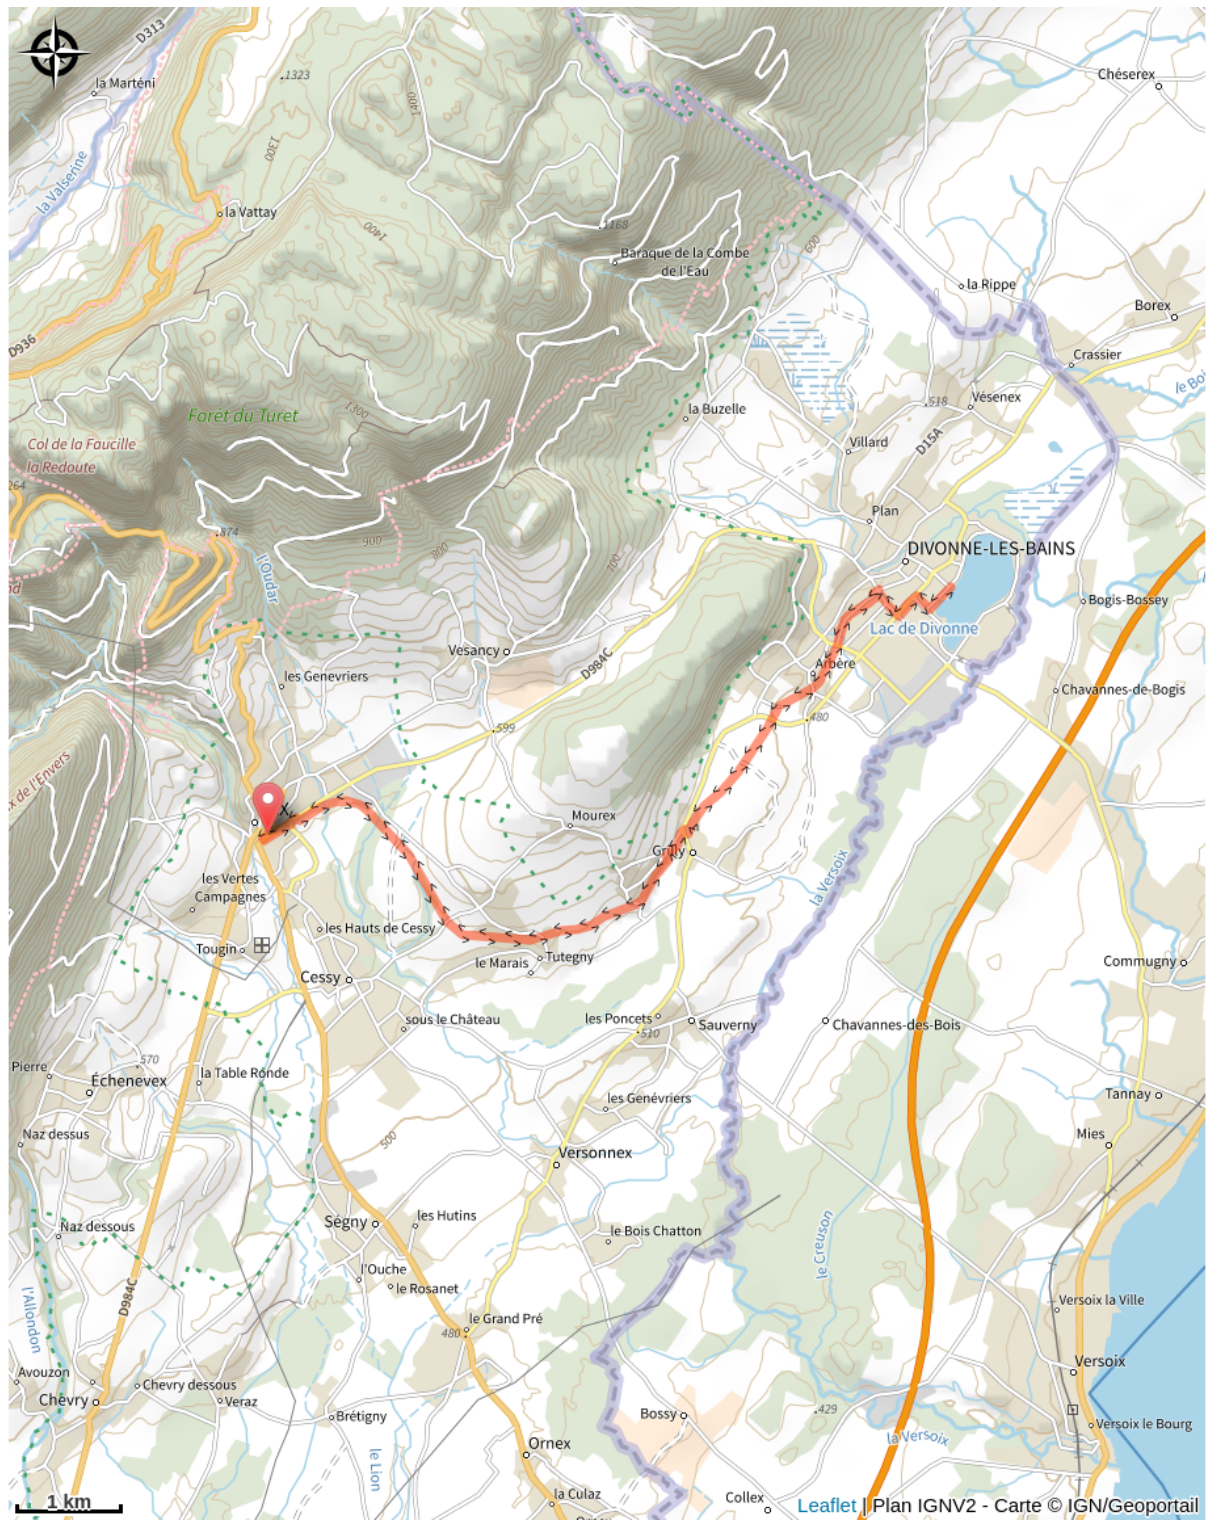 D313
la Marténi
.1323
1400
Chéserex
1300
la Valserine
la Vattay
1400
1168
Baraque de la Combe
de l'Eau
600
la Rippe
Borex
D936
Crassier
le Boi
Forêt du Turet
1300
la Buzelle
.518
Vésenex
Col de la Faucille
la Redoute
Villard
D15A
264
Plan
.874
900
800
700
DIVONNE-LES-BAINS
l'Oudar
nd
Bogis-Bossey
Lac de Divonne
Vesancy
D984C
Arbère
les Genevriers
Chavannes-de-Bogis
.480
.599
x de l'Envers
X
Mourex
Grilly
la Versoix
les Vertes
Campagnes
les Hauts de Cessy
Tougin
le Marais
Tutegny
Commugny
Cessy
sous le Château
les Poncets
.510
Sauverny
Chavannes-des-Bois
.570
Pierre
Échenevex
la Table Ronde
les Genévriers
Tannay
Naz dessus
500
Mies
Versonnex
Naz dessous
Ségny
les Hutins
le Bois Chatton
le Creuson
l'Ouche
le Rosanet
l'Allondon
D984C
Versoix la Ville
le Grand Pré
480
Avouzon
Versoix
Chevry
Chevry dessous
Veraz
Brétigny
Bossy
.429
Versoix le Bourg
la Versoix
Ornex
le Lion
la Culaz
Collex
1 km
Leaflet | Plan IGNV2 - Carte © IGN/Geoportail